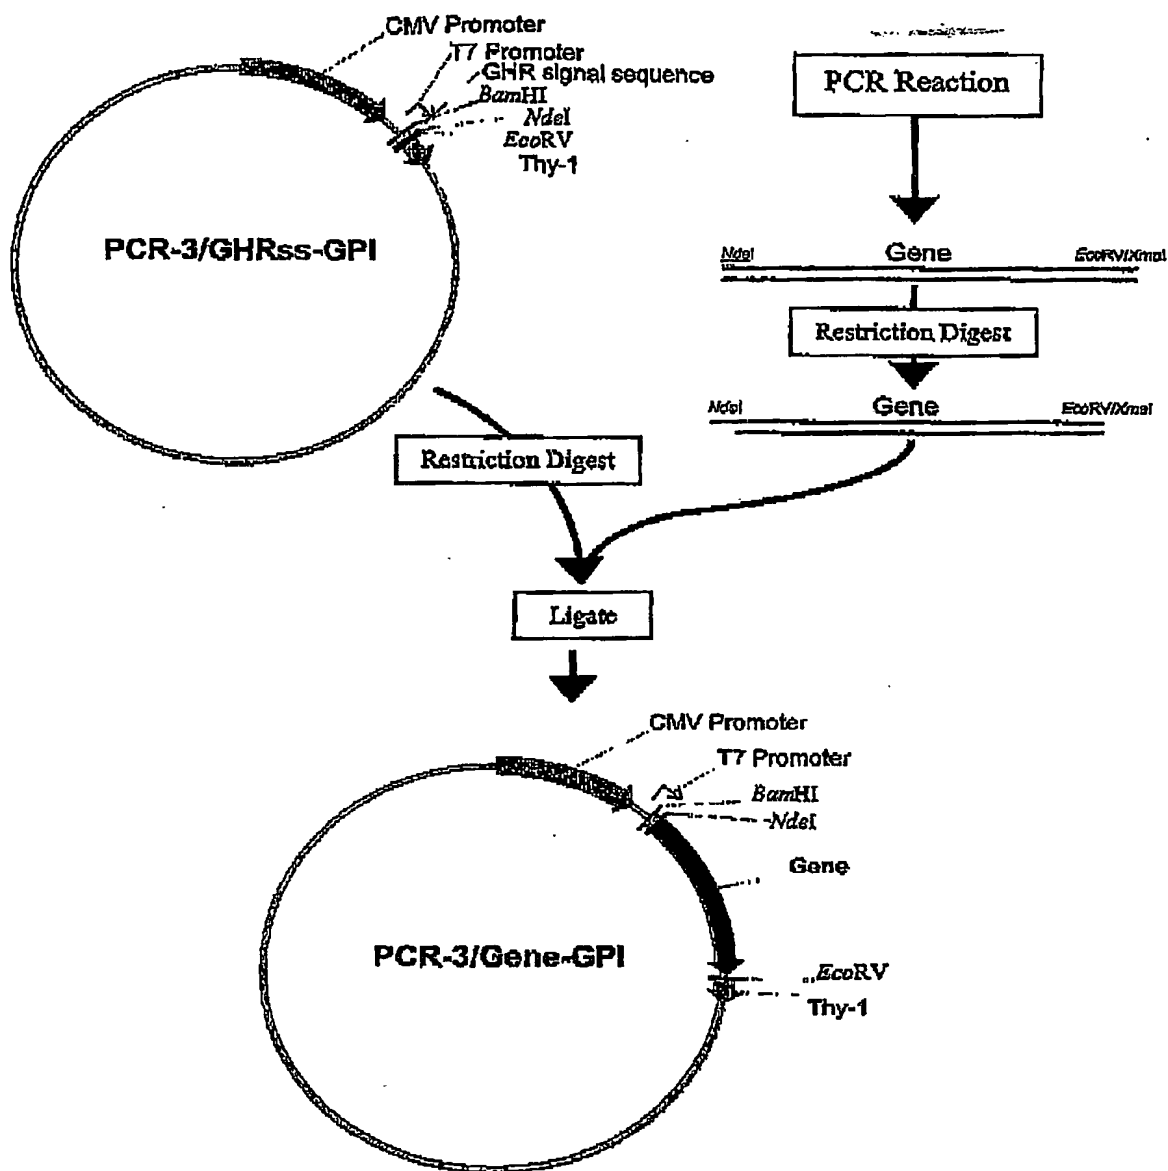 CMV Promoter
T7 Promoter
GHR signal sequence
BamHI
NdeI
EcoRV
Thy-1
PCR-3/GHRss-GPI
PCR Reaction
NdeI
Gene
EcoRV/XmaI
Restriction Digest
NdeI
Gene
EcoRV/XmaI
Restriction Digest
Ligate
CMV Promoter
T7 Promoter
BamHI
NdeI
Gene
PCR-3/Gene-GPI
EcoRV
Thy-1